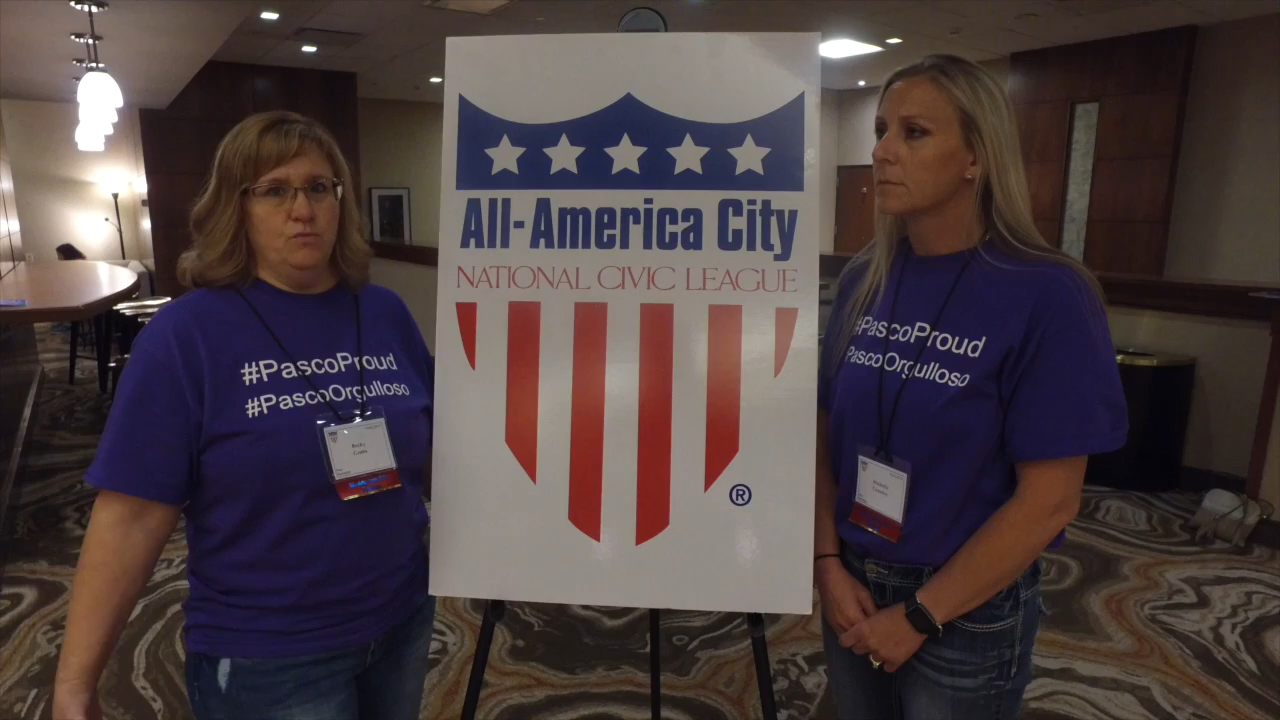 All-America City
NATIONAL CIVIC LEAGUE
®
#PascoProud
#PascoOrgulloso
#PascoProud
PascoOrgulloso